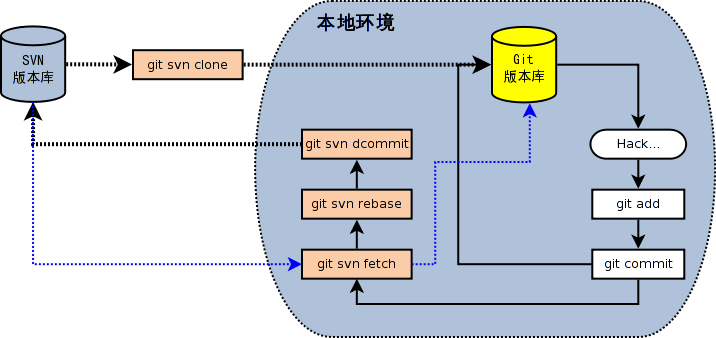 本地环境
SVN
版本库
git svn clone
Git
版本库
git svn dcommit
Hack...
git svn rebase
git add
git svn fetch
git commit